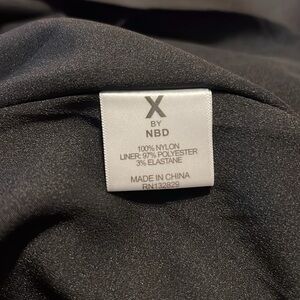 X
BY
NBD
100% NYLON
LINER: 97% POLYESTER
3% ELASTANE
MADE IN CHINA
RN132829